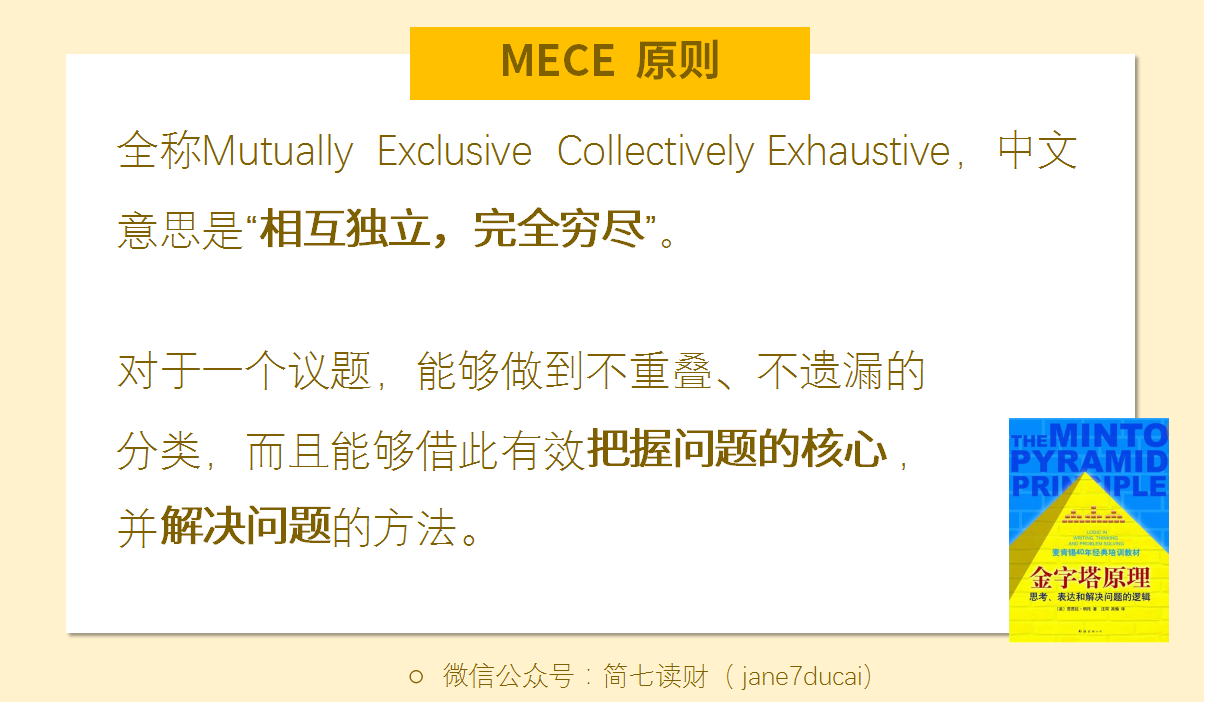 MECE 原则
全称Mutually Exclusive Collectively Exhaustive，中文
意思是“相互独立，完全穷尽”。
对于一个议题，能够做到不重叠、不遗漏的
分类，而且能够借此有效把握问题的核心，
并解决问题的方法。
THE MINTO
PYRAMID
PRINCIPLE
LOGIC IN
WRITING, THINKING
AND PROBLEM SOLVING
麦肯锡40年经典培训教材
金字塔原理
思考、表达和解决问题的逻辑
微信公众号：简七读财（jane7ducai）